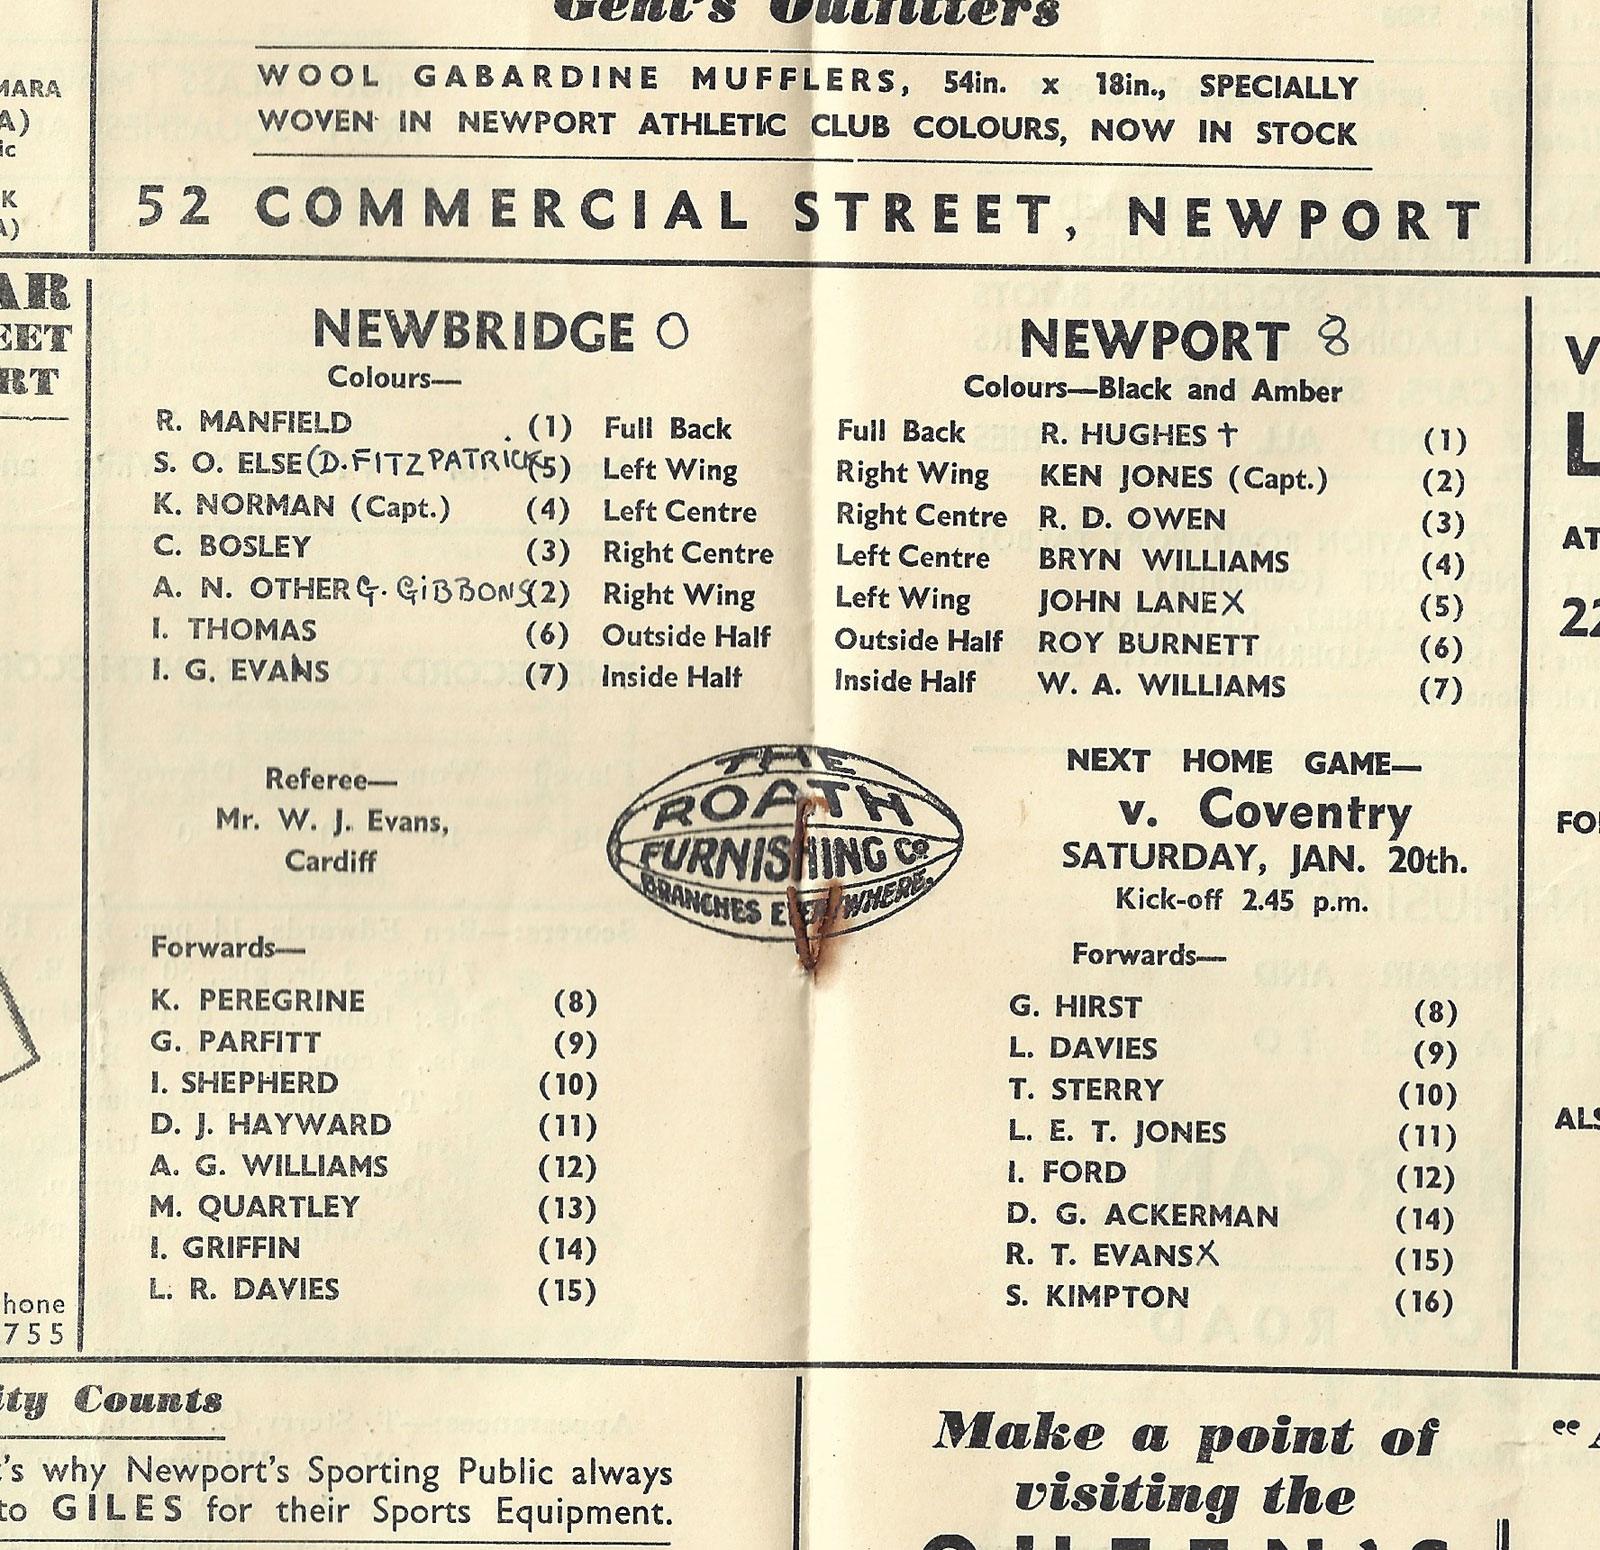 Gent's Outfitters
WOOL GABARDINE MUFFLERS, 54in. x 18in., SPECIALLY
WOVEN IN NEWPORT ATHLETIC CLUB COLOURS, NOW IN STOCK
52 COMMERCIAL STREET, NEWPORT
NEWBRIDGE 0
Colours—
R. MANFIELD (1) Full Back
S. O. ELSE (D. FITZPATRICK (5) Left Wing
K. NORMAN (Capt.) (4) Left Centre
C. BOSLEY (3) Right Centre
A. N. OTHER G. GIBBONS (2) Right Wing
I. THOMAS (6) Outside Half
I. G. EVANS (7) Inside Half
Referee—
Mr. W. J. Evans,
Cardiff
Forwards—
K. PEREGRINE (8)
G. PARFITT (9)
I. SHEPHERD (10)
D. J. HAYWARD (11)
A. G. WILLIAMS (12)
M. QUARTLEY (13)
I. GRIFFIN (14)
L. R. DAVIES (15)
THE
ROATH
FURNISHING Co
BRANCHES EVERYWHERE.
NEWPORT 8
Colours—Black and Amber
Full Back R. HUGHES † (1)
Right Wing KEN JONES (Capt.) (2)
Right Centre R. D. OWEN (3)
Left Centre BRYN WILLIAMS (4)
Left Wing JOHN LANE X (5)
Outside Half ROY BURNETT (6)
Inside Half W. A. WILLIAMS (7)
NEXT HOME GAME—
v. Coventry
SATURDAY, JAN. 20th.
Kick-off 2.45 p.m.
Forwards—
G. HIRST (8)
L. DAVIES (9)
T. STERRY (10)
L. E. T. JONES (11)
I. FORD (12)
D. G. ACKERMAN (14)
R. T. EVANS X (15)
S. KIMPTON (16)
755
Counts
why Newport's Sporting Public always
to GILES for their Sports Equipment.
Make a point of
visiting the